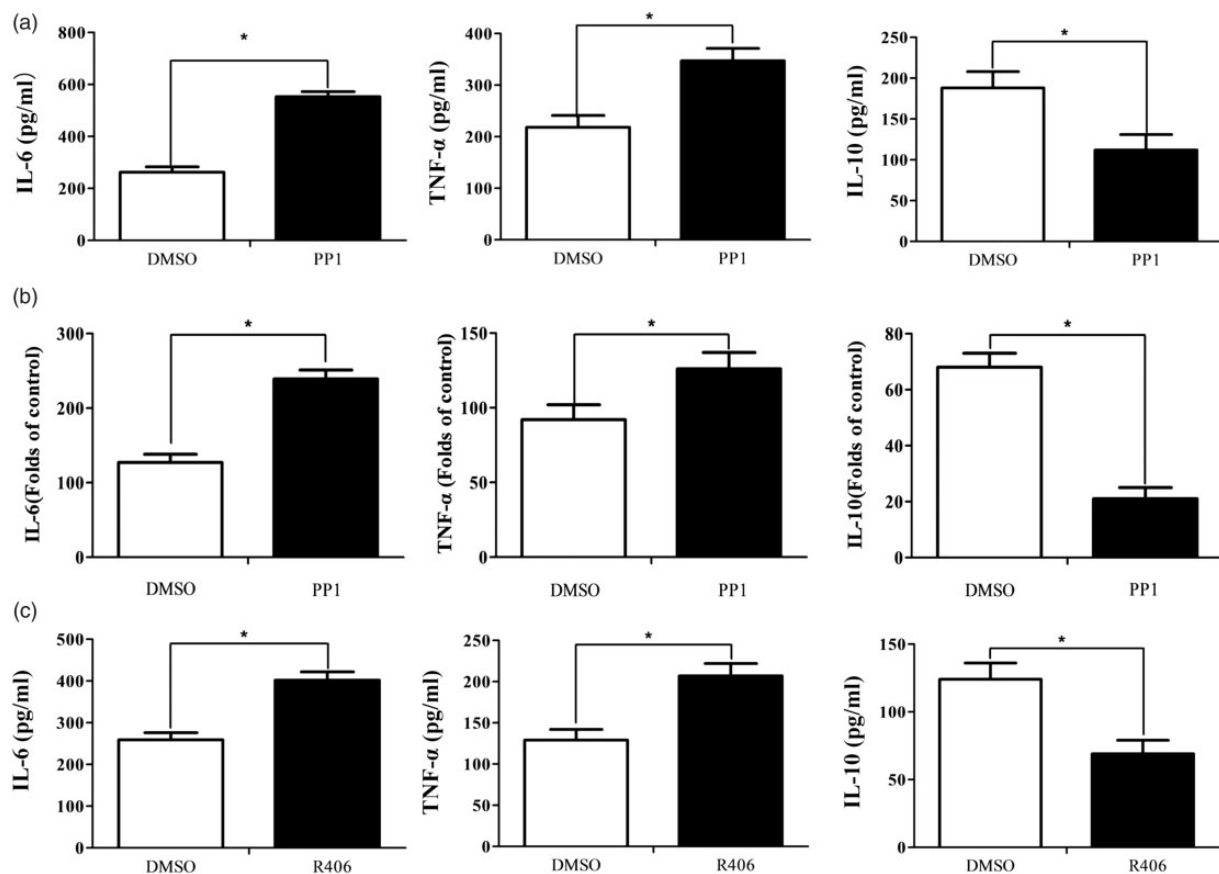 (a)
IL-6 (pg/ml)
800
600
400
200
0
*
DMSO
PP1
TNF-α (pg/ml)
400
300
200
100
0
*
DMSO
PP1
IL-10 (pg/ml)
250
200
150
100
50
0
*
DMSO
PP1
(b)
IL-6(Folds of control)
300
200
100
0
*
DMSO
PP1
TNF-α (Folds of control)
150
100
50
0
*
DMSO
PP1
IL-10(Folds of control)
80
60
40
20
0
*
DMSO
PP1
(c)
IL-6 (pg/ml)
500
400
300
200
100
0
*
DMSO
R406
TNF-α (pg/ml)
250
200
150
100
50
0
*
DMSO
R406
IL-10 (pg/ml)
150
100
50
0
*
DMSO
R406